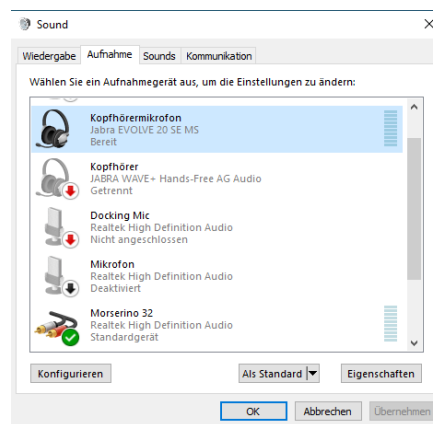 Sound
Wiedergabe Aufnahme Sounds Kommunikation
Wählen Sie ein Aufnahmegerät aus, um die Einstellungen zu ändern:
Kopfhörermikrofon
Jabra EVOLVE 20 SE MS
Bereit
Kopfhörer
JABRA WAVE+ Hands-Free AG Audio
Getrennt
Docking Mic
Realtek High Definition Audio
Nicht angeschlossen
Mikrofon
Realtek High Definition Audio
Deaktiviert
Morserino 32
Realtek High Definition Audio
Standardgerät
Konfigurieren Als Standard Eigenschaften
OK Abbrechen Übernehmen